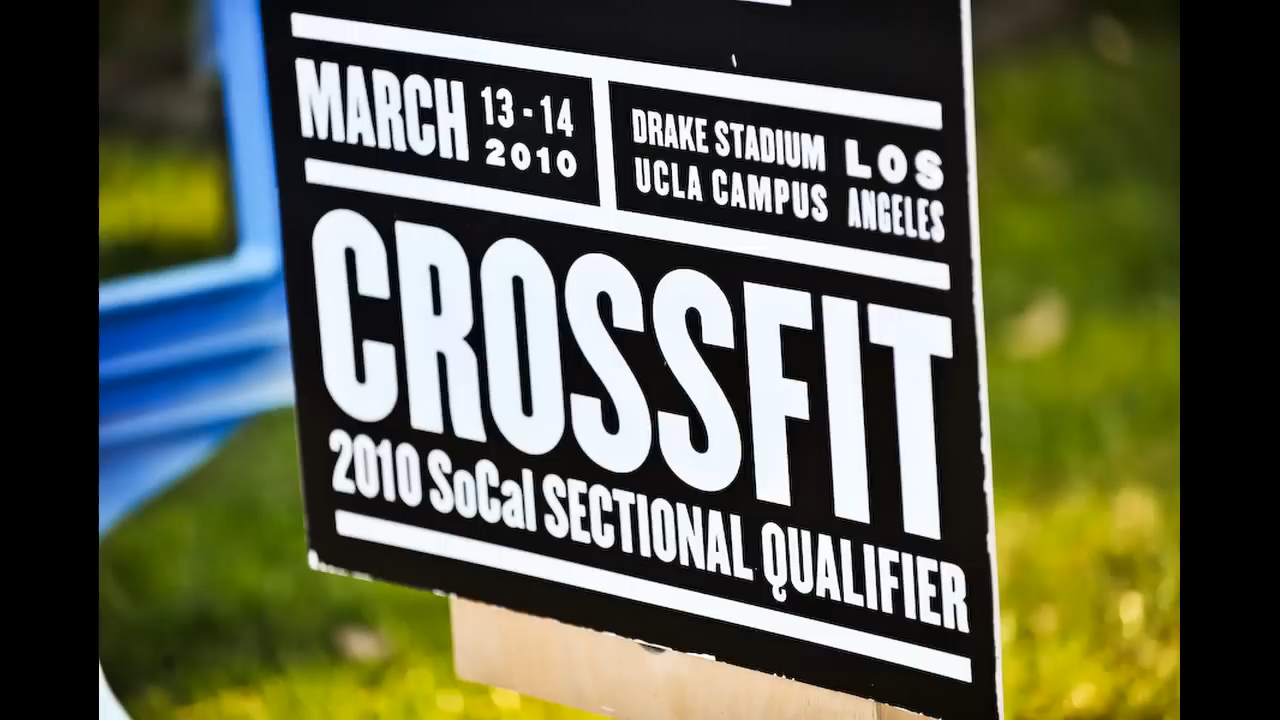 MARCH 13-14 2010
DRAKE STADIUM LOS
UCLA CAMPUS ANGELES
CROSSFIT
2010 SoCal SECTIONAL QUALIFIER